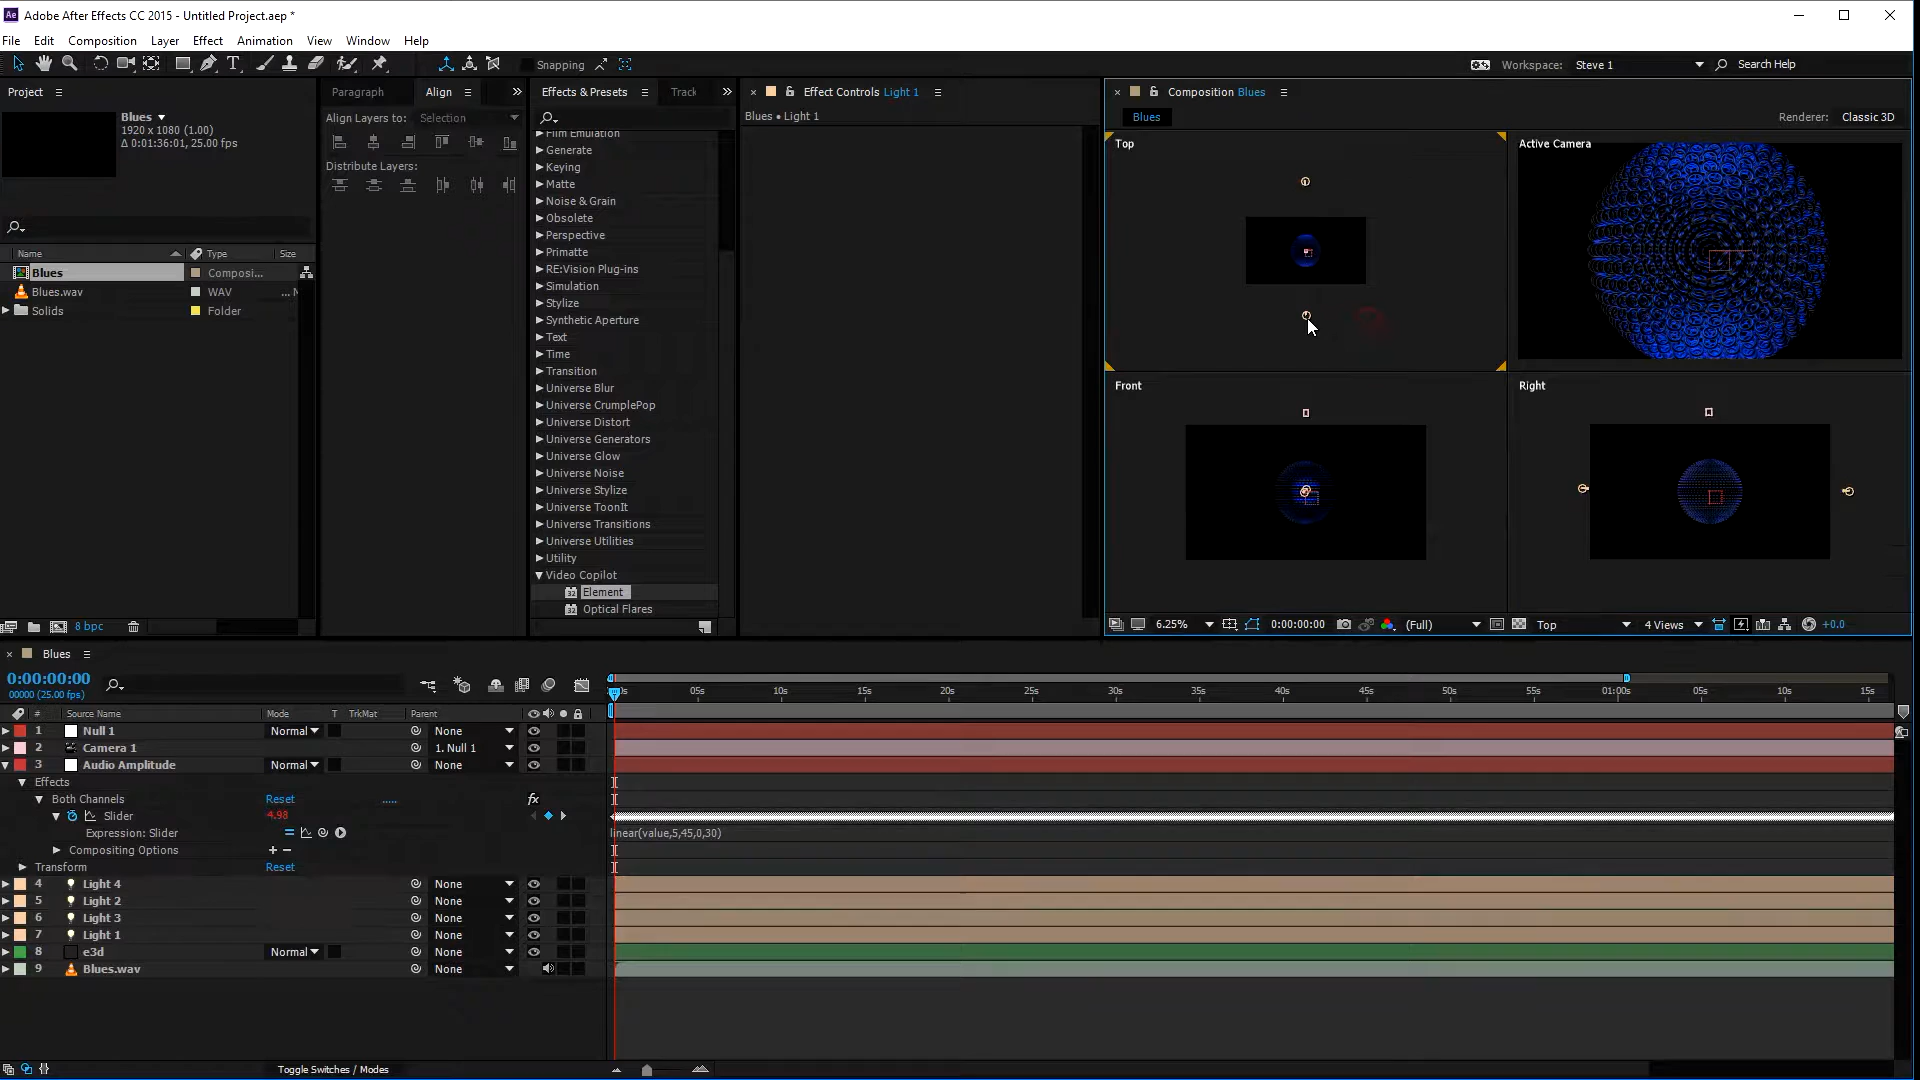 Adobe After Effects CC 2015 - Untitled Project.aep *
File Edit Composition Layer Effect Animation View Window Help
Snapping
Workspace: Steve 1 Search Help
Project
Blues
1920 x 1080 (1.00)
Δ 0:01:36:01, 25.00 fps
Name Type Size
Blues Composi...
Blues.wav WAV
Solids Folder
8 bpc
Paragraph Align
Align Layers to: Selection
Distribute Layers:
Effects & Presets Track
Film Emulation
Generate
Keying
Matte
Noise & Grain
Obsolete
Perspective
Primatte
RE:Vision Plug-ins
Simulation
Stylize
Synthetic Aperture
Text
Time
Transition
Universe Blur
Universe CrumplePop
Universe Distort
Universe Generators
Universe Glow
Universe Noise
Universe Stylize
Universe ToonIt
Universe Transitions
Universe Utilities
Utility
Video Copilot
Element
Optical Flares
Effect Controls Light 1
Blues • Light 1
Composition Blues
Blues
Renderer: Classic 3D
Top
Active Camera
Front
Right
6.25% 0:00:00:00 (Full) Top 4 Views +0.0
Blues
0:00:00:00
00000 (25.00 fps)
05s 10s 15s 20s 25s 30s 35s 40s 45s 50s 55s 01:00s 05s 10s 15s
# Source Name Mode T TrkMat Parent
1 Null 1 Normal None
2 Camera 1 1. Null 1
3 Audio Amplitude Normal None
Effects
Both Channels Reset ..... fx
Slider 4.98
Expression: Slider linear(value,5,45,0,30)
Compositing Options + −
Transform Reset
4 Light 4 None
5 Light 2 None
6 Light 3 None
7 Light 1 None
8 e3d Normal None
9 Blues.wav None
Toggle Switches / Modes